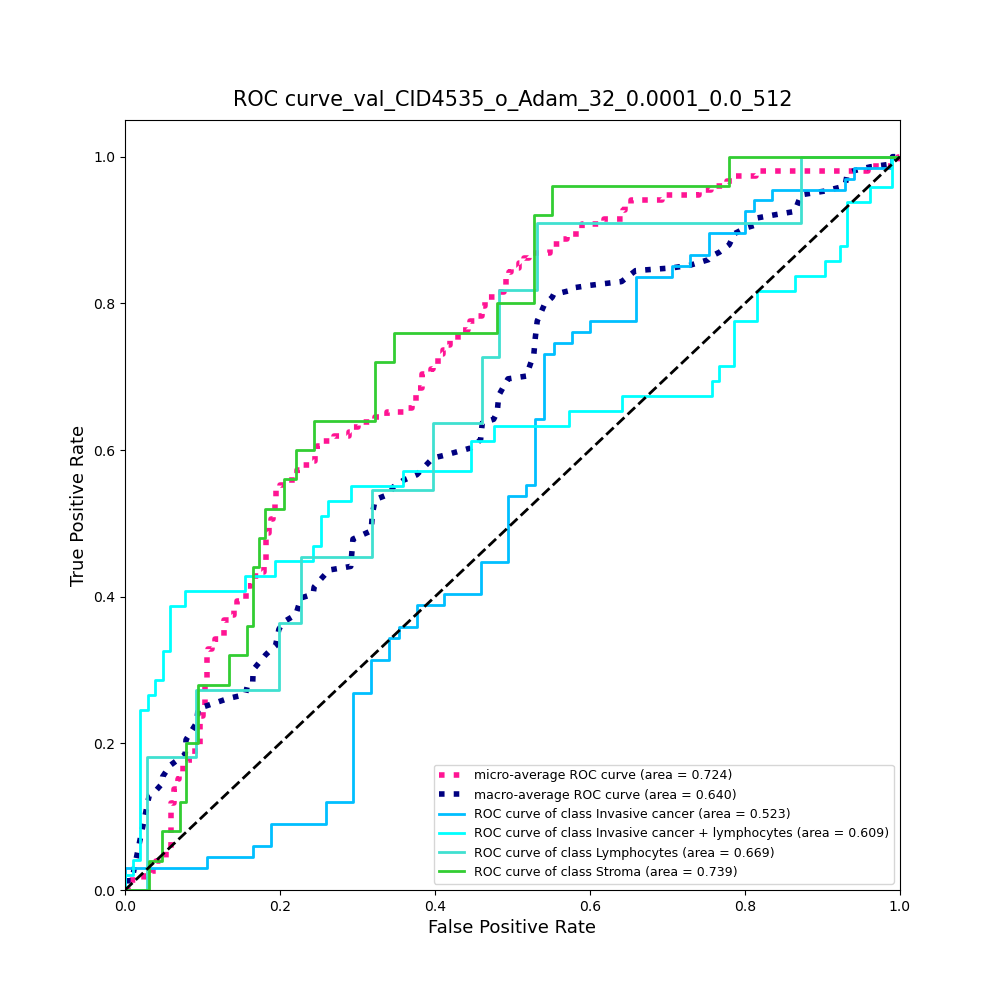 ROC curve_val_CID4535_o_Adam_32_0.0001_0.0_512
True Positive Rate
1.0
0.8
0.6
0.4
0.2
0.0
micro-average ROC curve (area = 0.724)
macro-average ROC curve (area = 0.640)
ROC curve of class Invasive cancer (area = 0.523)
ROC curve of class Invasive cancer + lymphocytes (area = 0.609)
ROC curve of class Lymphocytes (area = 0.669)
ROC curve of class Stroma (area = 0.739)
0.0 0.2 0.4 0.6 0.8 1.0
False Positive Rate